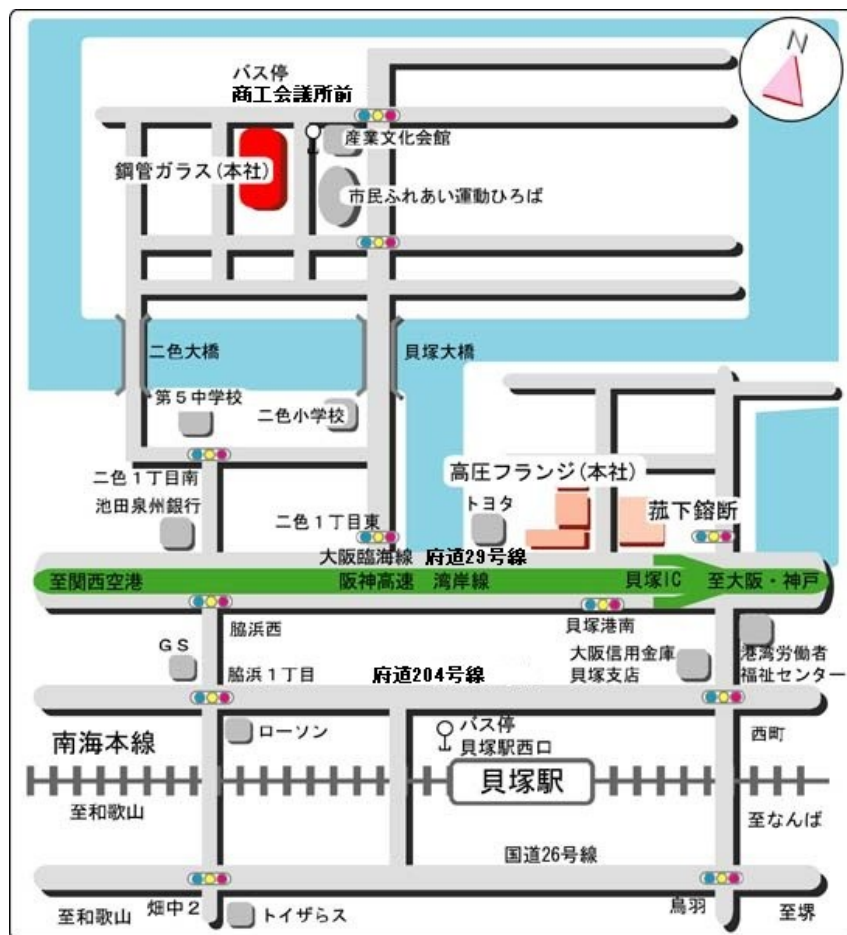 N
バス停
商工会議所前
産業文化会館
鋼管ガラス(本社)
市民ふれあい運動ひろば
二色大橋
貝塚大橋
第5中学校
二色小学校
二色1丁目南
高圧フランジ(本社)
池田泉州銀行
トヨタ
菰下鎔断
二色1丁目東
大阪臨海線 府道29号線
至関西空港
阪神高速 湾岸線
貝塚IC
至大阪・神戸
脇浜西
貝塚港南
GS
脇浜1丁目
府道204号線
大阪信用金庫
貝塚支店
港湾労働者
福祉センター
ローソン
バス停
貝塚駅西口
西町
南海本線
貝塚駅
至和歌山
至なんば
国道26号線
至和歌山
畑中2
トイザらス
鳥羽
至堺